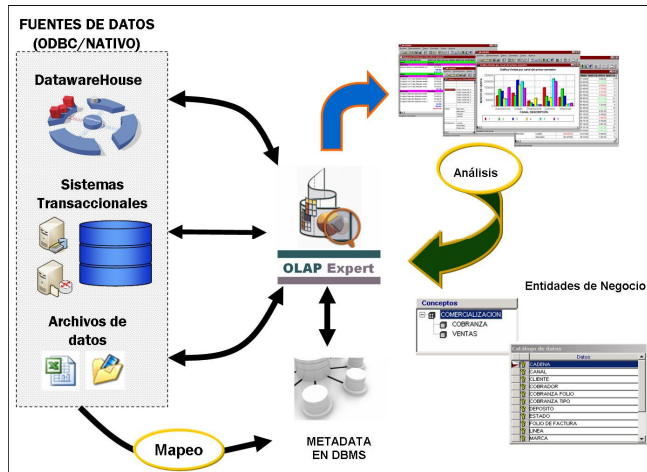 FUENTES DE DATOS
(ODBC/NATIVO)
DatawareHouse
Sistemas
Transaccionales
Archivos de
datos
Mapeo
OLAP Expert
METADATA
EN DBMS
Análisis
Entidades de Negocio
Conceptos
COMERCIALIZACION
COBRANZA
VENTAS
Catálogo de datos
Datos
CADENA
CANAL
CLIENTE
COBRADOR
COBRANZA FOLIO
COBRANZA TIPO
DEPOSITO
ESTADO
FOLIO DE FACTURA
LINEA
MARCA